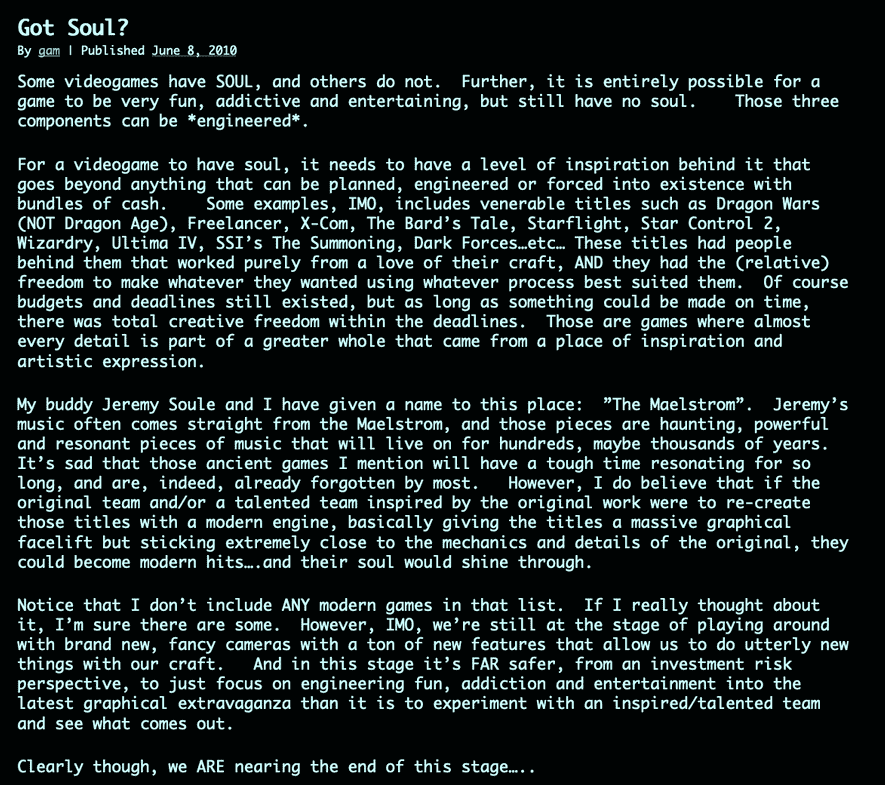 Got Soul?
By gam | Published June 8, 2010
Some videogames have SOUL, and others do not.  Further, it is entirely possible for a
game to be very fun, addictive and entertaining, but still have no soul.    Those three
components can be *engineered*.
For a videogame to have soul, it needs to have a level of inspiration behind it that
goes beyond anything that can be planned, engineered or forced into existence with
bundles of cash.    Some examples, IMO, includes venerable titles such as Dragon Wars
(NOT Dragon Age), Freelancer, X-Com, The Bard’s Tale, Starflight, Star Control 2,
Wizardry, Ultima IV, SSI’s The Summoning, Dark Forces…etc… These titles had people
behind them that worked purely from a love of their craft, AND they had the (relative)
freedom to make whatever they wanted using whatever process best suited them.  Of course
budgets and deadlines still existed, but as long as something could be made on time,
there was total creative freedom within the deadlines.  Those are games where almost
every detail is part of a greater whole that came from a place of inspiration and
artistic expression.
My buddy Jeremy Soule and I have given a name to this place:  ”The Maelstrom”.  Jeremy’s
music often comes straight from the Maelstrom, and those pieces are haunting, powerful
and resonant pieces of music that will live on for hundreds, maybe thousands of years.
It’s sad that those ancient games I mention will have a tough time resonating for so
long, and are, indeed, already forgotten by most.   However, I do believe that if the
original team and/or a talented team inspired by the original work were to re-create
those titles with a modern engine, basically giving the titles a massive graphical
facelift but sticking extremely close to the mechanics and details of the original, they
could become modern hits….and their soul would shine through.
Notice that I don’t include ANY modern games in that list.  If I really thought about
it, I’m sure there are some.  However, IMO, we’re still at the stage of playing around
with brand new, fancy cameras with a ton of new features that allow us to do utterly new
things with our craft.   And in this stage it’s FAR safer, from an investment risk
perspective, to just focus on engineering fun, addiction and entertainment into the
latest graphical extravaganza than it is to experiment with an inspired/talented team
and see what comes out.
Clearly though, we ARE nearing the end of this stage…..